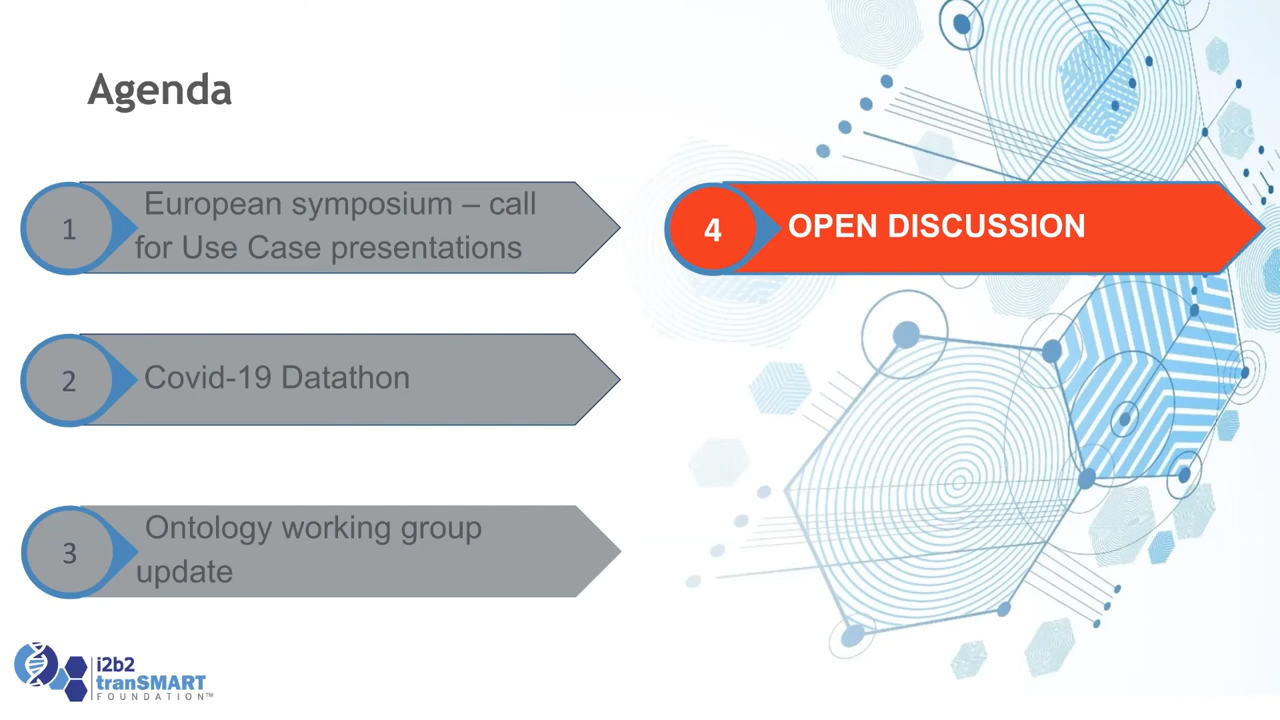 Agenda
1
European symposium – call
for Use Case presentations
2
Covid-19 Datathon
3
Ontology working group
update
4
OPEN DISCUSSION
i2b2
tranSMART
FOUNDATION™